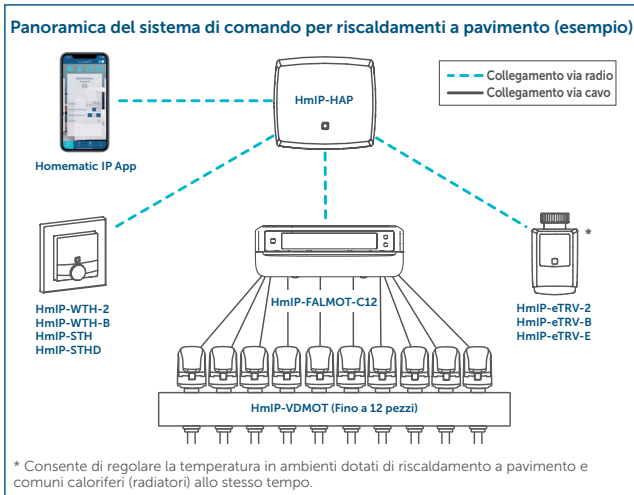 Panoramica del sistema di comando per riscaldamenti a pavimento (esempio)
HmIP-HAP
Collegamento via radio
Collegamento via cavo
Homematic IP App
*
HmIP-WTH-2
HmIP-WTH-B
HmIP-STH
HmIP-STHD
HmIP-FALMOT-C12
HmIP-eTRV-2
HmIP-eTRV-B
HmIP-eTRV-E
HmIP-VDMOT (Fino a 12 pezzi)
* Consente di regolare la temperatura in ambienti dotati di riscaldamento a pavimento e
comuni caloriferi (radiatori) allo stesso tempo.